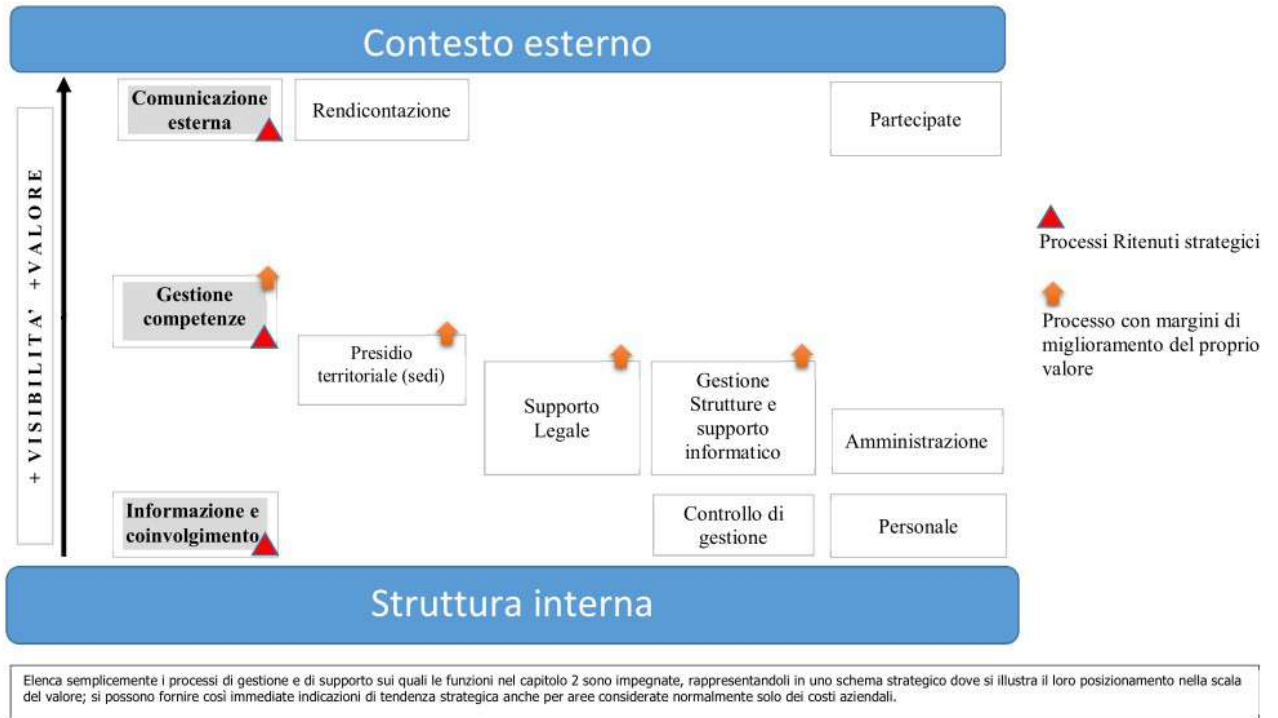 Contesto esterno
+ VISIBILITA' +VALORE
Comunicazione
esterna
Rendicontazione
Partecipate
Processi Ritenuti strategici
Gestione
competenze
Processo con margini di
miglioramento del proprio
valore
Presidio
territoriale (sedi)
Supporto
Legale
Gestione
Strutture e
supporto
informatico
Amministrazione
Informazione e
coinvolgimento
Controllo di
gestione
Personale
Struttura interna
Elenca semplicemente i processi di gestione e di supporto sui quali le funzioni nel capitolo 2 sono impegnate, rappresentandoli in uno schema strategico dove si illustra il loro posizionamento nella scala
del valore; si possono fornire così immediate indicazioni di tendenza strategica anche per aree considerate normalmente solo dei costi aziendali.